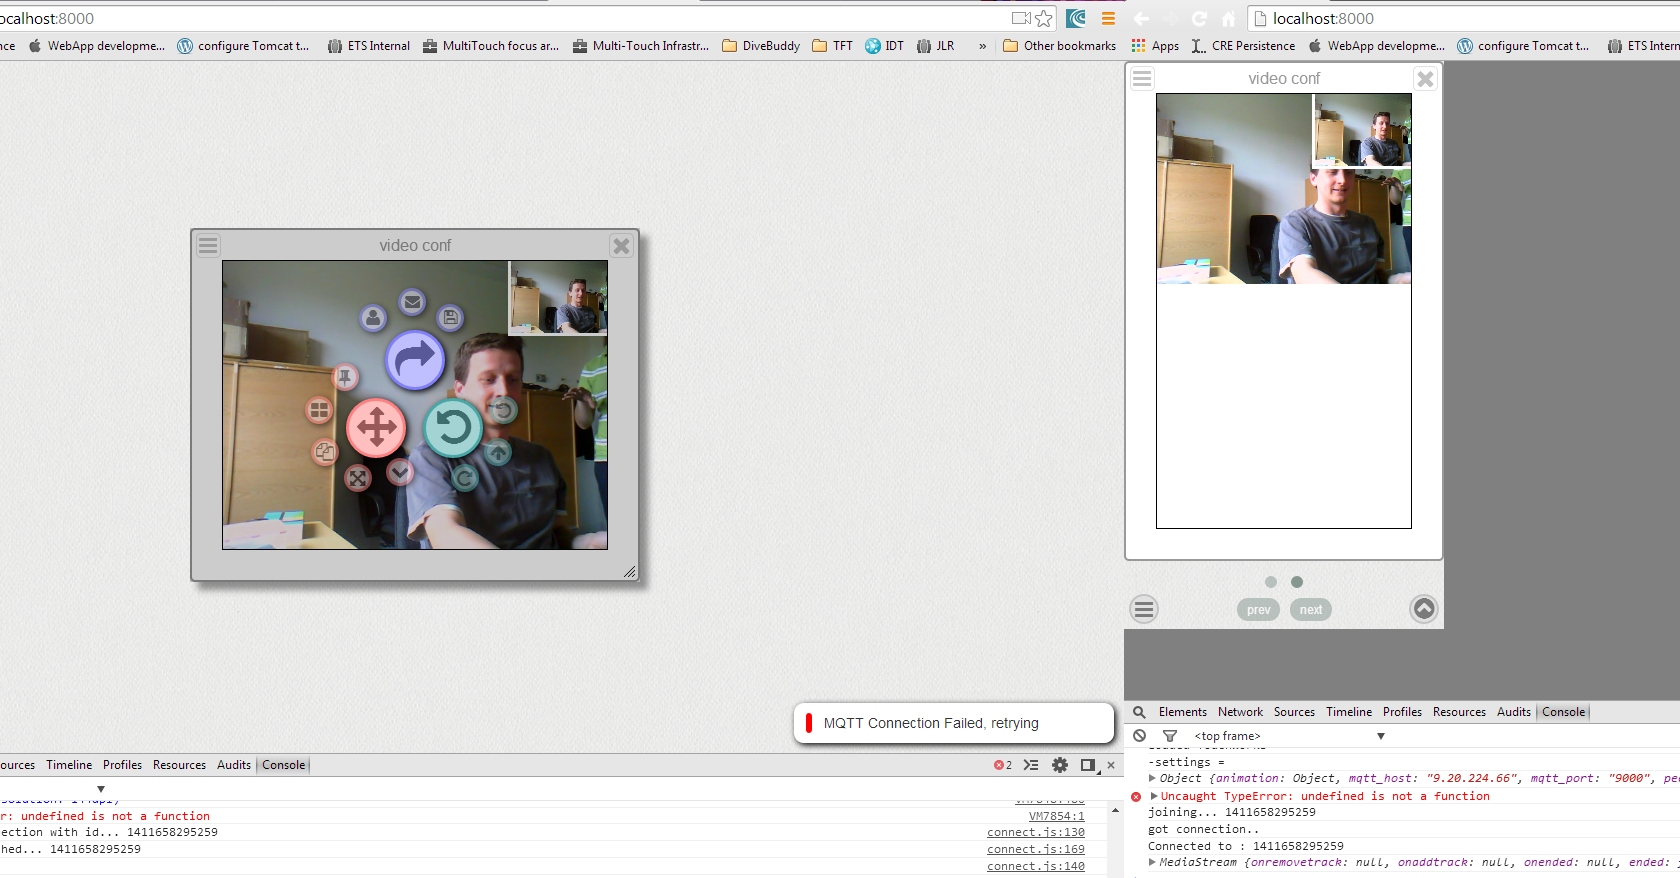 ocalhost:8000
nce WebApp developme... configure Tomcat t... ETS Internal MultiTouch focus ar... Multi-Touch Infrastr... DiveBuddy TFT IDT JLR » Other bookmarks
video conf
MQTT Connection Failed, retrying
ources Timeline Profiles Resources Audits Console 2
r: undefined is not a function VM7854:1
ection with id... 1411658295259 connect.js:130
hed... 1411658295259 connect.js:169
connect.js:140
localhost:8000
Apps CRE Persistence WebApp developme... configure Tomcat t... ETS Intern
video conf
prev next
Elements Network Sources Timeline Profiles Resources Audits Console
<top frame>
-settings =
Object {animation: Object, mqtt_host: "9.20.224.66", mqtt_port: "9000", pe
Uncaught TypeError: undefined is not a function
joining... 1411658295259
got connection..
Connected to : 1411658295259
MediaStream {onremovetrack: null, onaddtrack: null, onended: null, ended: